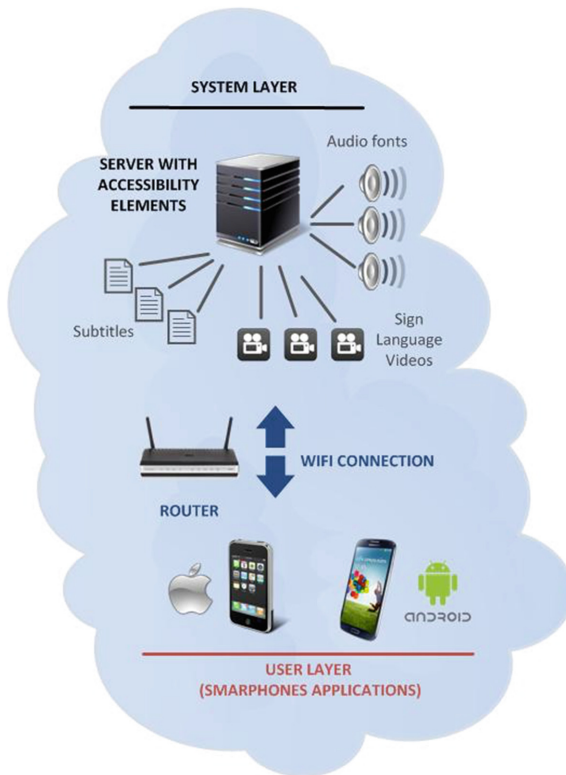 SYSTEM LAYER
Audio fonts
SERVER WITH
ACCESSIBILITY
ELEMENTS
Subtitles
Sign
Language
Videos
WIFI CONNECTION
ROUTER
ANDROID
USER LAYER
(SMARPHONES APPLICATIONS)